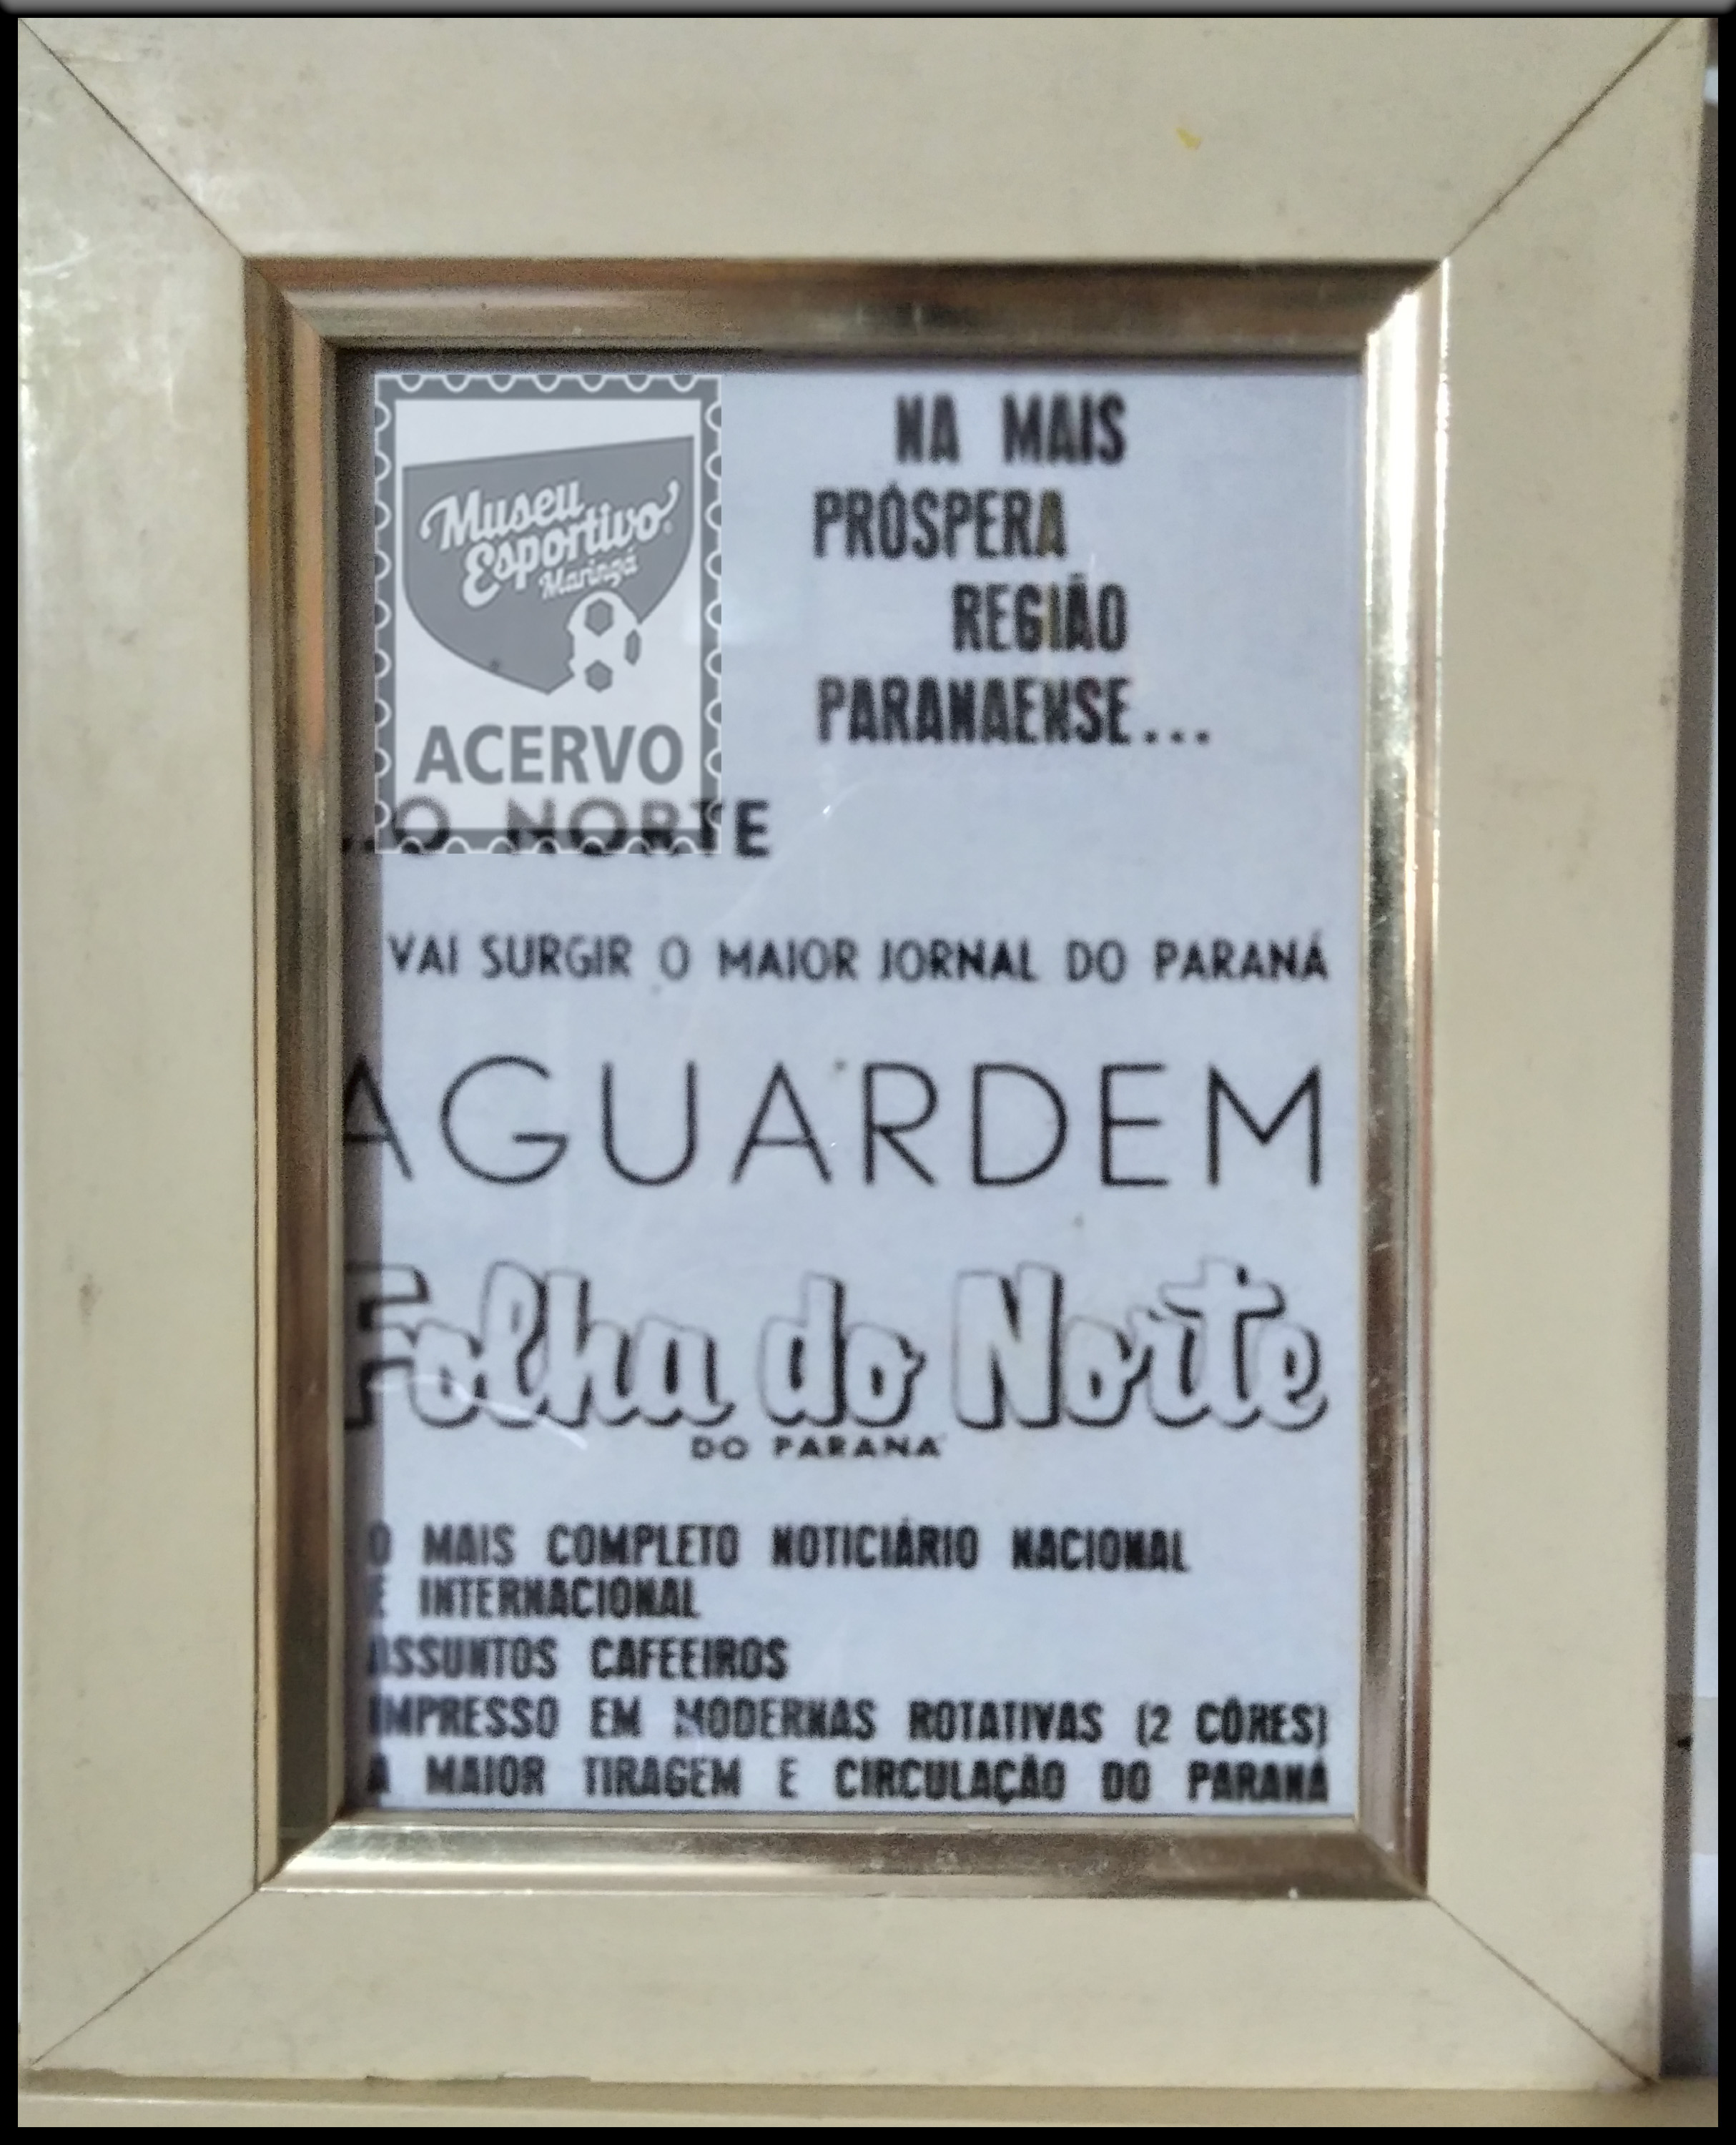 Museu
Esportivo
Maringá
ACERVO
NA MAIS
PRÓSPERA
REGIÃO
PARANAENSE...
...O NORTE
VAI SURGIR O MAIOR JORNAL DO PARANÁ
AGUARDEM
Folha do Norte
DO PARANÁ
O MAIS COMPLETO NOTICIÁRIO NACIONAL
E INTERNACIONAL
ASSUNTOS CAFEEIROS
IMPRESSO EM MODERNAS ROTATIVAS (2 CÔRES)
A MAIOR TIRAGEM E CIRCULAÇÃO DO PARANÁ